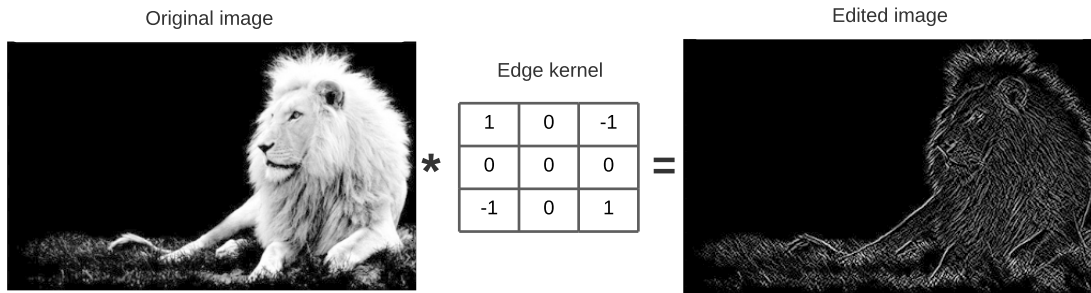 Original image
Edited image
Edge kernel
1 0 -1
0 0 0
-1 0 1
* =